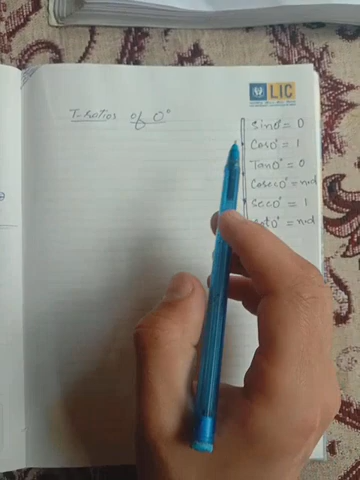 LIC
T-Ratios of 0°
Sin0° = 0
Cos0° = 1
Tan0° = 0
Cosec0° = n.d
Sec0° = 1
Cot0° = n.d